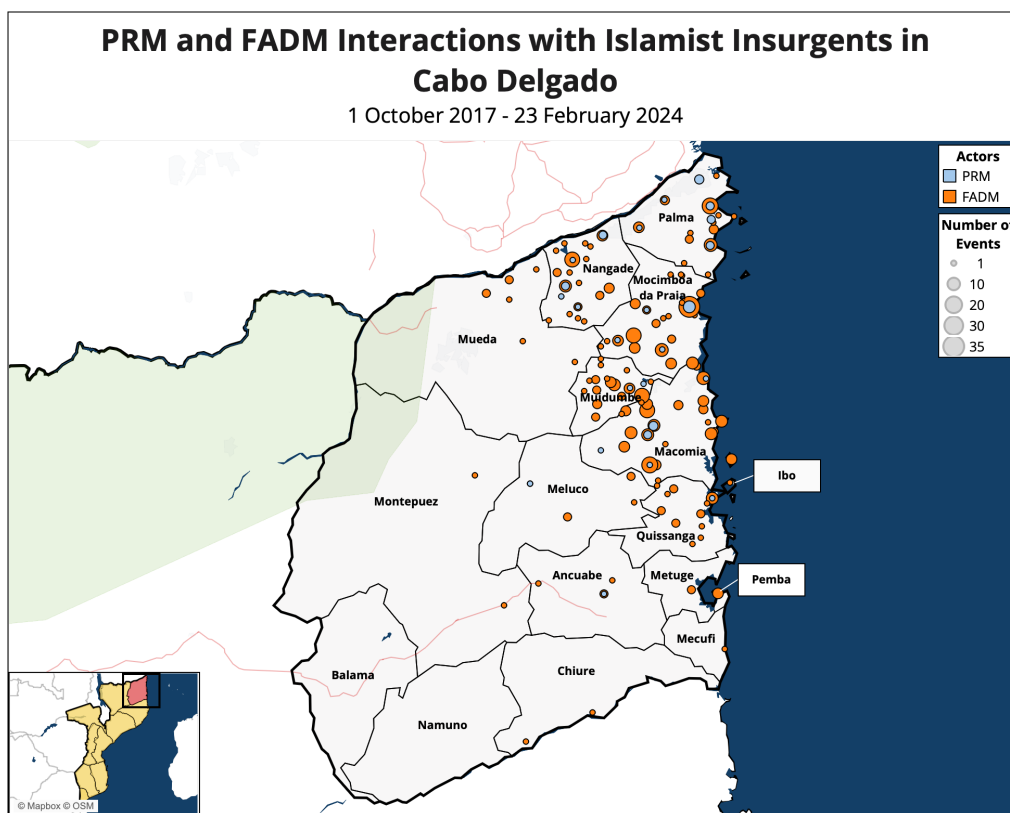 PRM and FADM Interactions with Islamist Insurgents in
Cabo Delgado
1 October 2017 - 23 February 2024
Actors
PRM
FADM
Number of
Events
1
10
20
30
35
Palma
Nangade
Mocimboa
da Praia
Mueda
Muidumbe
Macomia
Ibo
Meluco
Montepuez
Quissanga
Ancuabe
Metuge
Pemba
Mecufi
Chiure
Balama
Namuno
© Mapbox © OSM